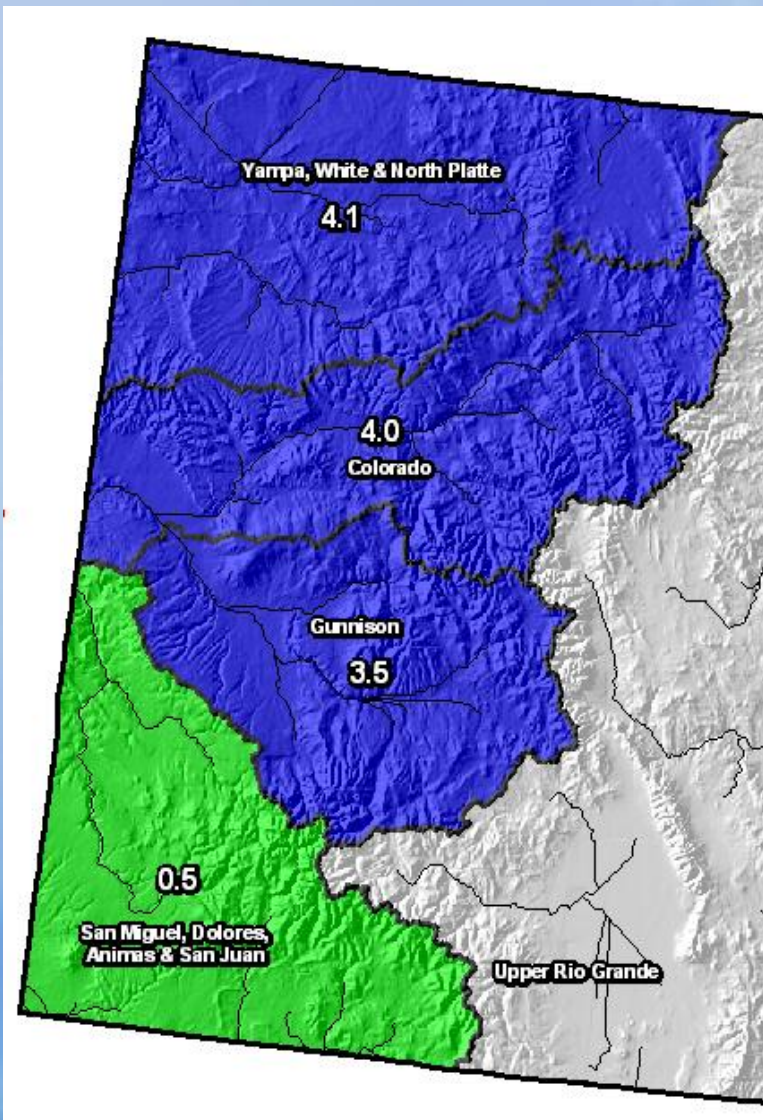 Yampa, White & North Platte
4.1
4.0
Colorado
Gunnison
3.5
0.5
San Miguel, Dolores,
Animas & San Juan
Upper Rio Grande